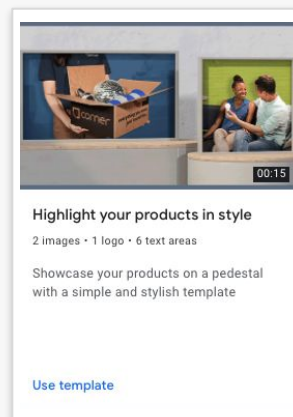 corner
00:15
Highlight your products in style
2 images • 1 logo • 6 text areas
Showcase your products on a pedestal
with a simple and stylish template
Use template